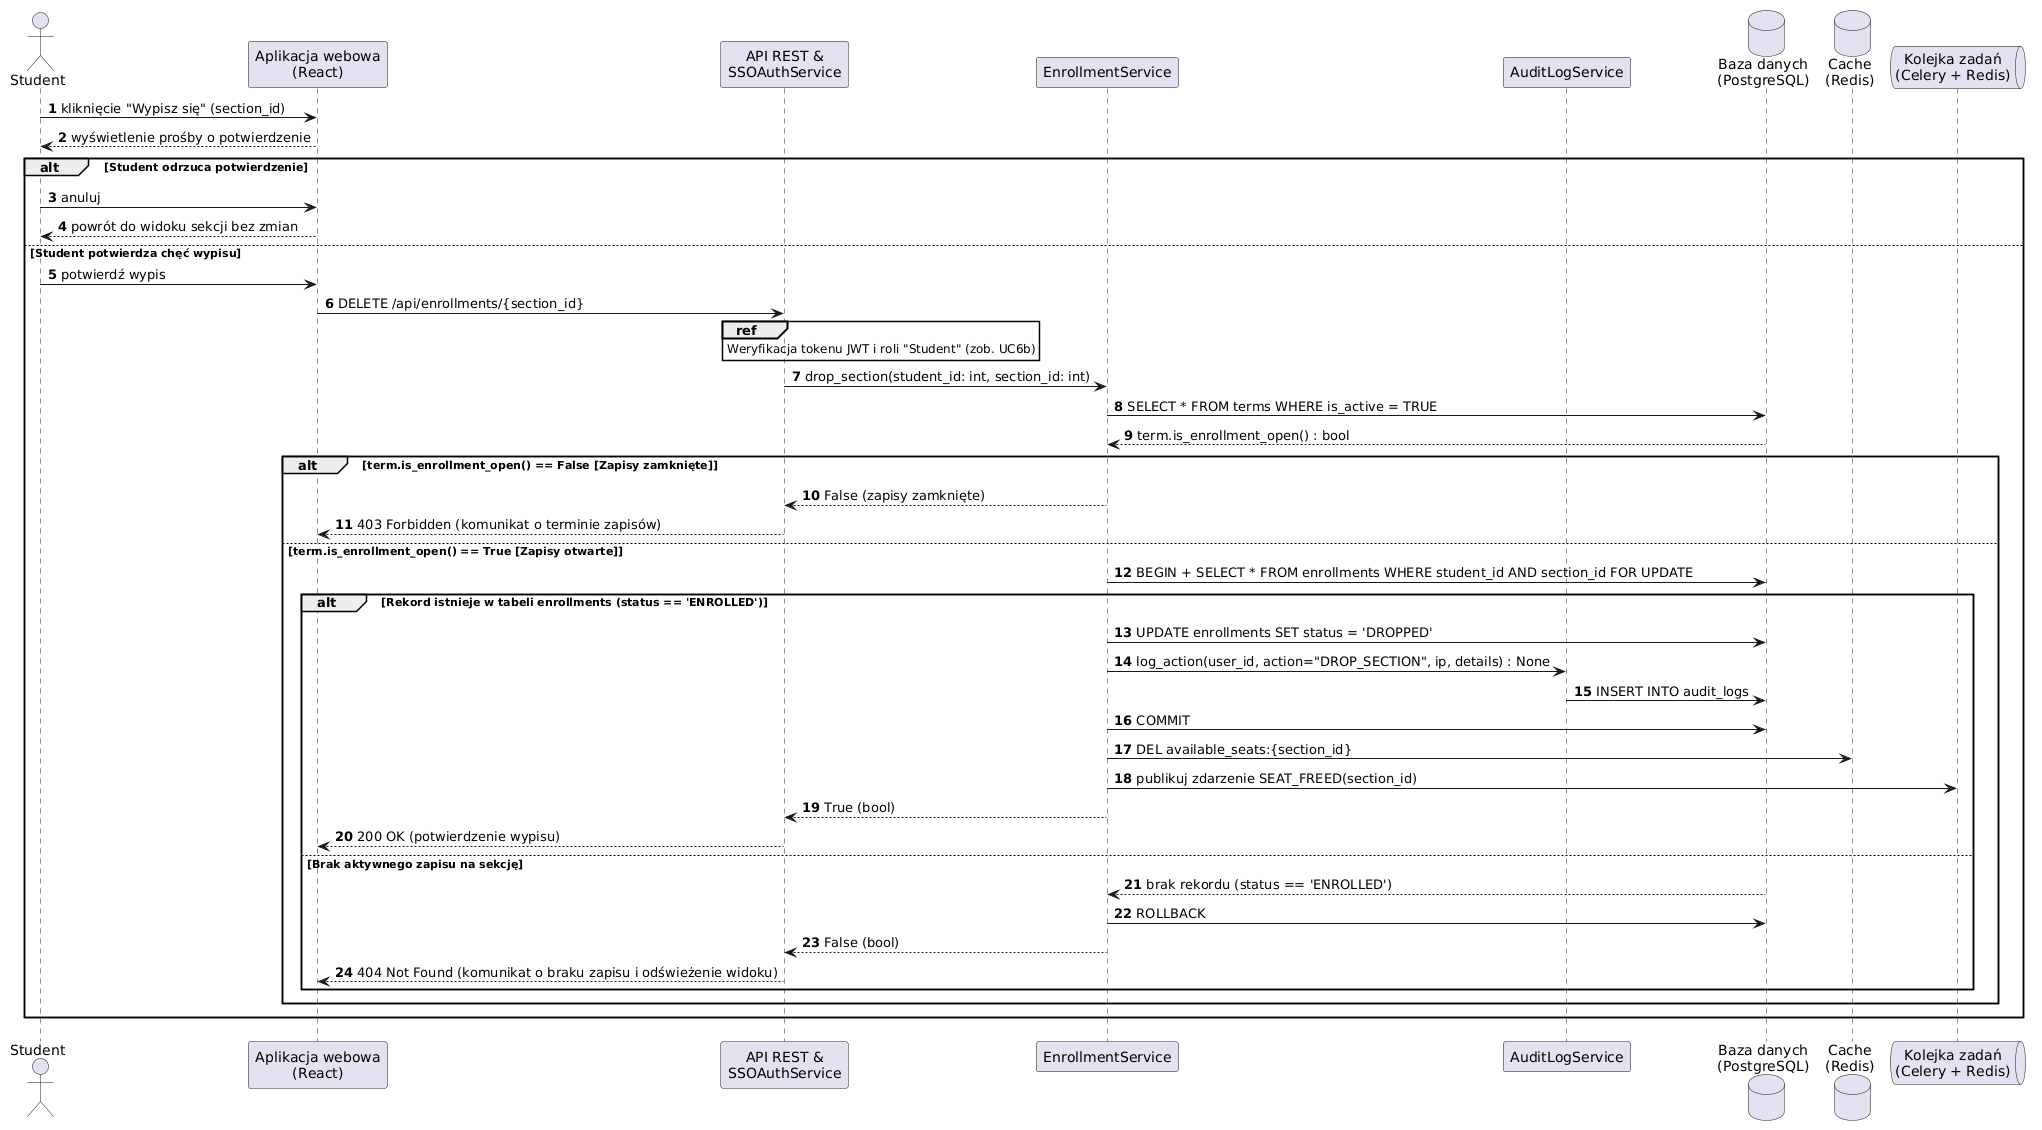 Student
Aplikacja webowa
(React)
API REST &
SSOAuthService
EnrollmentService
AuditLogService
Baza danych
(PostgreSQL)
Cache
(Redis)
Kolejka zadań
(Celery + Redis)
1 kliknięcie "Wypisz się" (section_id)
2 wyświetlenie prośby o potwierdzenie
alt [Student odrzuca potwierdzenie]
3 anuluj
4 powrót do widoku sekcji bez zmian
[Student potwierdza chęć wypisu]
5 potwierdź wypis
6 DELETE /api/enrollments/{section_id}
ref
Weryfikacja tokenu JWT i roli "Student" (zob. UC6b)
7 drop_section(student_id: int, section_id: int)
8 SELECT * FROM terms WHERE is_active = TRUE
9 term.is_enrollment_open() : bool
alt [term.is_enrollment_open() == False [Zapisy zamknięte]]
10 False (zapisy zamknięte)
11 403 Forbidden (komunikat o terminie zapisów)
[term.is_enrollment_open() == True [Zapisy otwarte]]
12 BEGIN + SELECT * FROM enrollments WHERE student_id AND section_id FOR UPDATE
alt [Rekord istnieje w tabeli enrollments (status == 'ENROLLED')]
13 UPDATE enrollments SET status = 'DROPPED'
14 log_action(user_id, action="DROP_SECTION", ip, details) : None
15 INSERT INTO audit_logs
16 COMMIT
17 DEL available_seats:{section_id}
18 publikuj zdarzenie SEAT_FREED(section_id)
19 True (bool)
20 200 OK (potwierdzenie wypisu)
[Brak aktywnego zapisu na sekcję]
21 brak rekordu (status == 'ENROLLED')
22 ROLLBACK
23 False (bool)
24 404 Not Found (komunikat o braku zapisu i odświeżenie widoku)
Student
Aplikacja webowa
(React)
API REST &
SSOAuthService
EnrollmentService
AuditLogService
Baza danych
(PostgreSQL)
Cache
(Redis)
Kolejka zadań
(Celery + Redis)